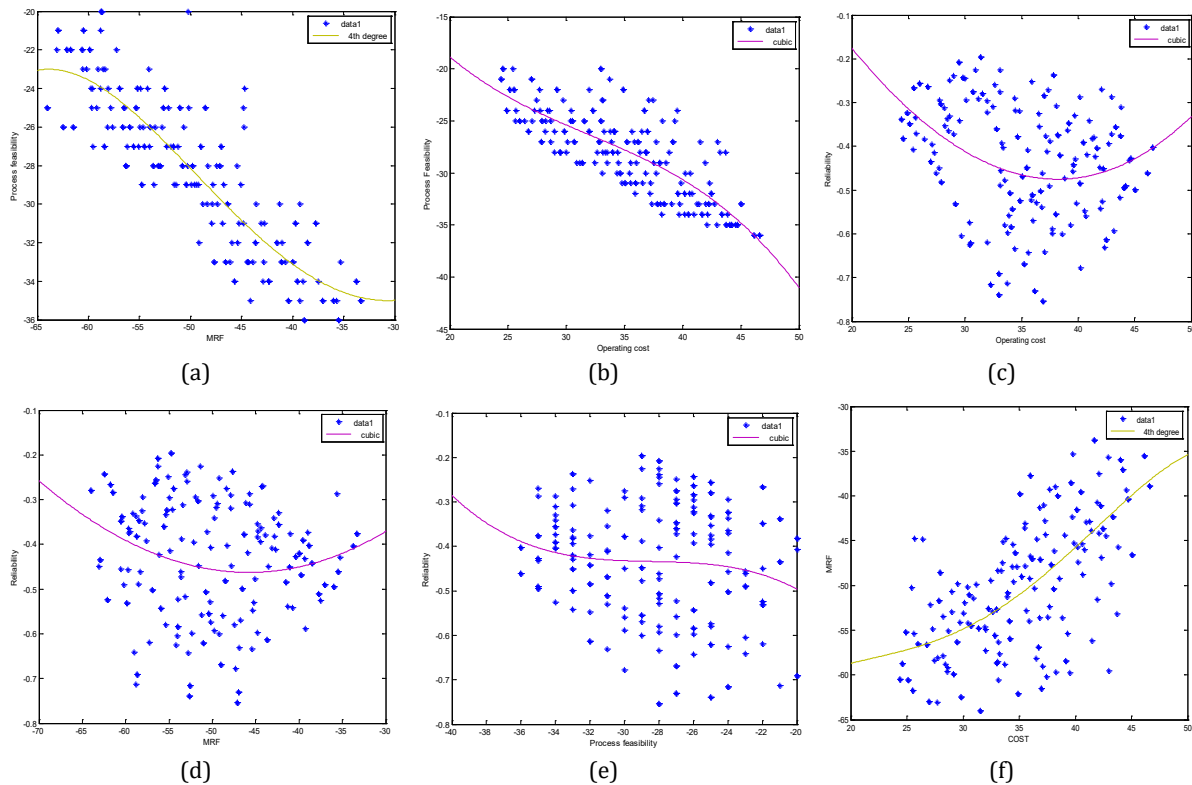 -20
-22
-24
-26
-28
-30
-32
-34
-36
Process feasibility
-65 -60 -55 -50 -45 -40 -35 -30
MRF
data1
4th degree
(a)
-15
-20
-25
-30
-35
-40
-45
Process Feasibility
20 25 30 35 40 45 50
Operating cost
data1
cubic
(b)
-0.1
-0.2
-0.3
-0.4
-0.5
-0.6
-0.7
-0.8
Reliability
20 25 30 35 40 45 50
Operating cost
data1
cubic
(c)
-0.1
-0.2
-0.3
-0.4
-0.5
-0.6
-0.7
-0.8
Reliability
-70 -65 -60 -55 -50 -45 -40 -35 -30
MRF
data1
cubic
(d)
-0.1
-0.2
-0.3
-0.4
-0.5
-0.6
-0.7
-0.8
Reliability
-40 -38 -36 -34 -32 -30 -28 -26 -24 -22 -20
Process feasibility
data1
cubic
(e)
-30
-35
-40
-45
-50
-55
-60
-65
MRF
20 25 30 35 40 45 50
COST
data1
4th degree
(f)